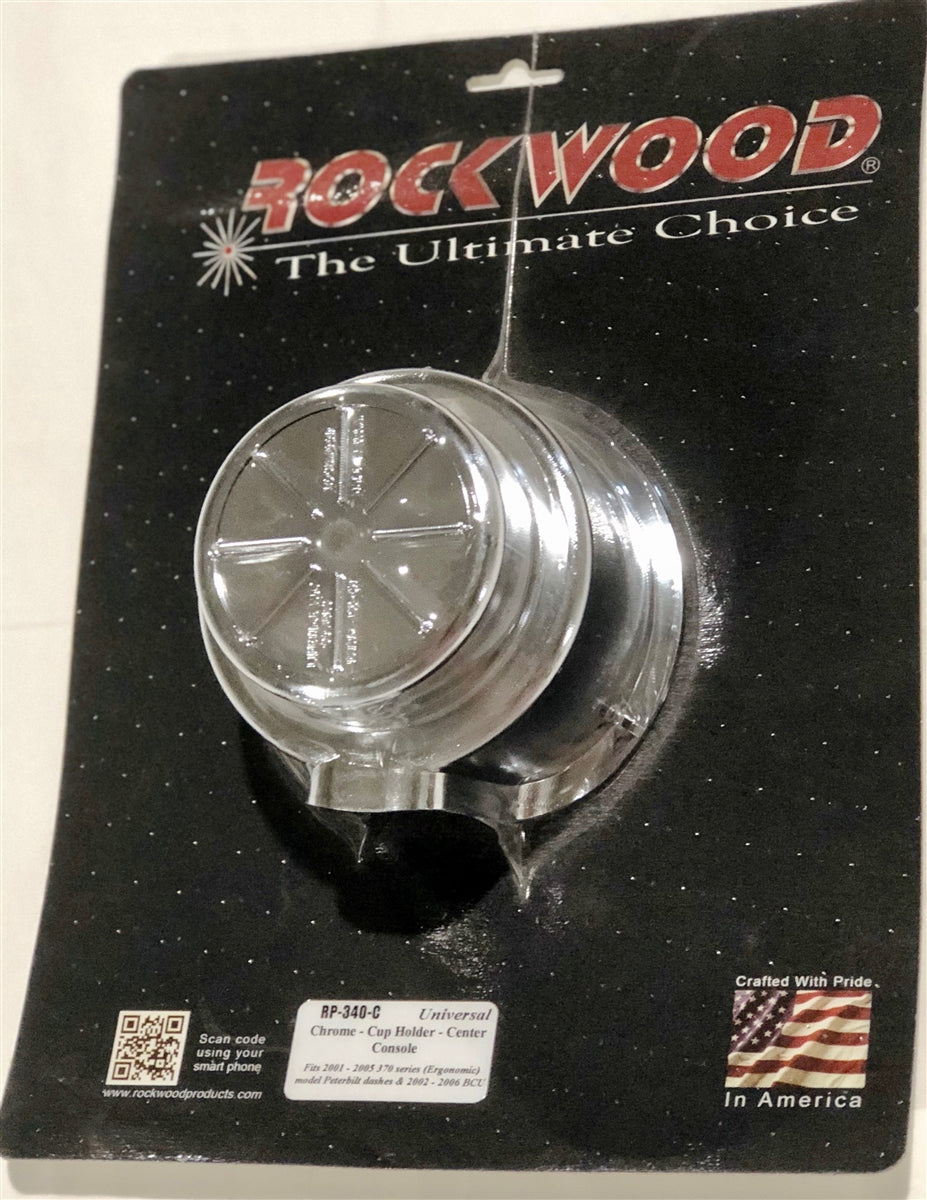 ROCKWOOD®
The Ultimate Choice
RP-340-C Universal
Chrome - Cup Holder - Center
Console
Fits 2001 - 2005 370 series (Ergonomic)
model Peterbilt dashes & 2002 - 2006 BCU
Scan code
using your
smart phone
www.rockwoodproducts.com
Crafted With Pride
In America